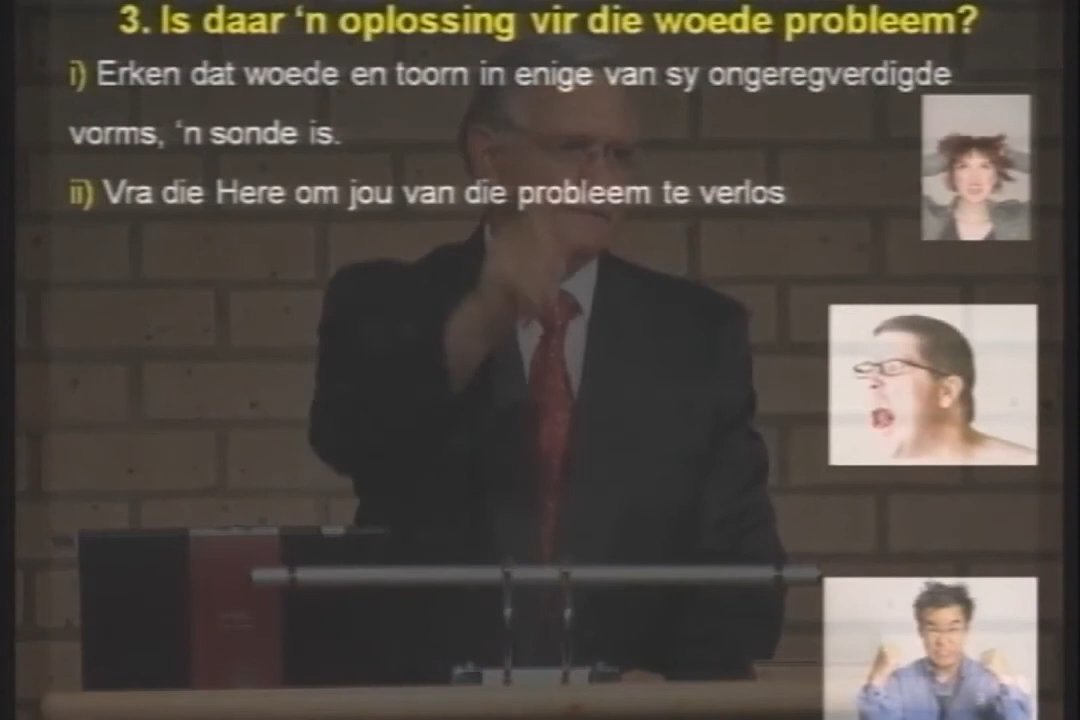 3. Is daar ‘n oplossing vir die woede probleem?
i) Erken dat woede en toorn in enige van sy ongeregverdigde
vorms, ‘n sonde is.
ii) Vra die Here om jou van die probleem te verlos